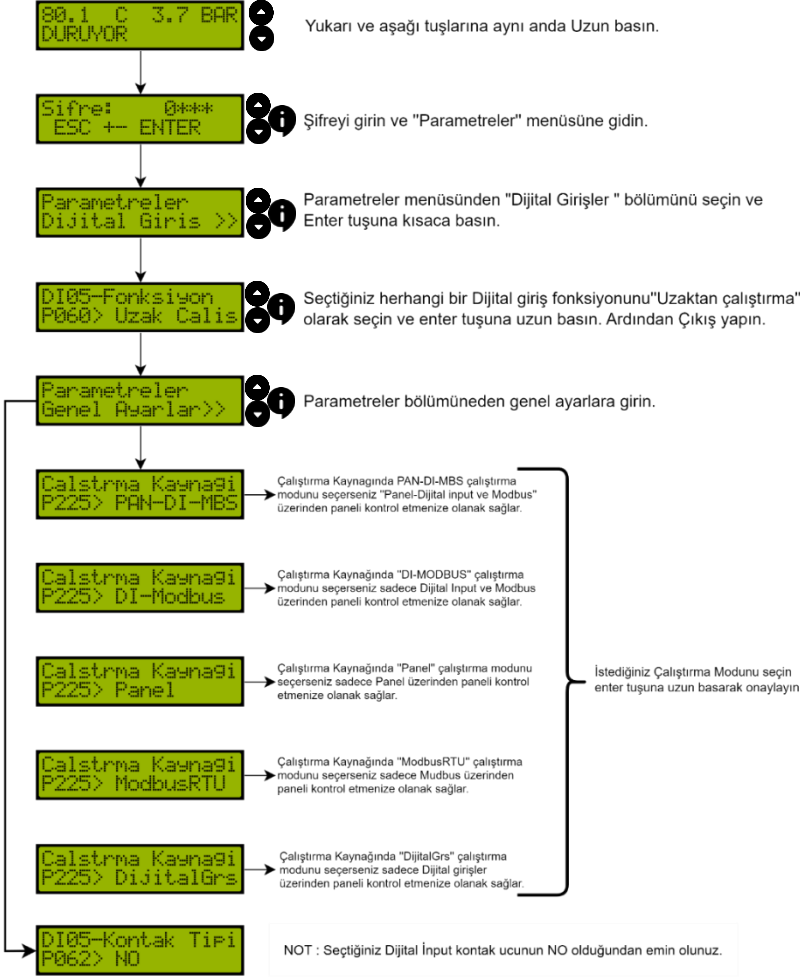 80.1 C 3.7 BAR
DURUYOR
Yukarı ve aşağı tuşlarına aynı anda Uzun basın.
Sifre: 0***
ESC +- ENTER
Şifreyi girin ve "Parametreler" menüsüne gidin.
Parametreler
Dijital Giris >>
Parametreler menüsünden "Dijital Girişler " bölümünü seçin ve
Enter tuşuna kısaca basın.
DI05-Fonksiyon
P060> Uzak Calis
Seçtiğiniz herhangi bir Dijital giriş fonksiyonunu"Uzaktan çalıştırma"
olarak seçin ve enter tuşuna uzun basın. Ardından Çıkış yapın.
Parametreler
Genel Ayarlar>>
Parametreler bölümüneden genel ayarlara girin.
Calstrma Kaynagi
P225> PAN-DI-MBS
Çalıştırma Kaynagında PAN-DI-MBS çalıştırma
modunu seçerseniz "Panel-Dijital input ve Modbus"
üzerinden paneli kontrol etmenize olanak sağlar.
Calstrma Kaynagi
P225> DI-Modbus
Çalıştırma Kaynağında "DI-MODBUS" çalıştırma
modunu seçerseniz sadece Dijital Input ve Modbus
üzerinden paneli kontrol etmenize olanak sağlar.
Calstrma Kaynagi
P225> Panel
Çalıştırma Kaynağında "Panel" çalıştırma modunu
seçerseniz sadece Panel üzerinden paneli kontrol
etmenize olanak sağlar.
İstediğiniz Çalıştırma Modunu seçin
enter tuşuna uzun basarak onaylayın
Calstrma Kaynagi
P225> ModbusRTU
Çalıştırma Kaynağında "ModbusRTU" çalıştırma
modunu seçerseniz sadece Mudbus üzerinden
paneli kontrol etmenize olanak sağlar.
Calstrma Kaynagi
P225> DijitalGrs
Çalıştırma Kaynağında "DijitalGrs" çalıştırma
modunu seçerseniz sadece Dijital girişler
üzerinden paneli kontrol etmenize olanak sağlar.
DI05-Kontak Tipi
P062> NO
NOT : Seçtiğiniz Dijital İnput kontak ucunun NO olduğundan emin olunuz.